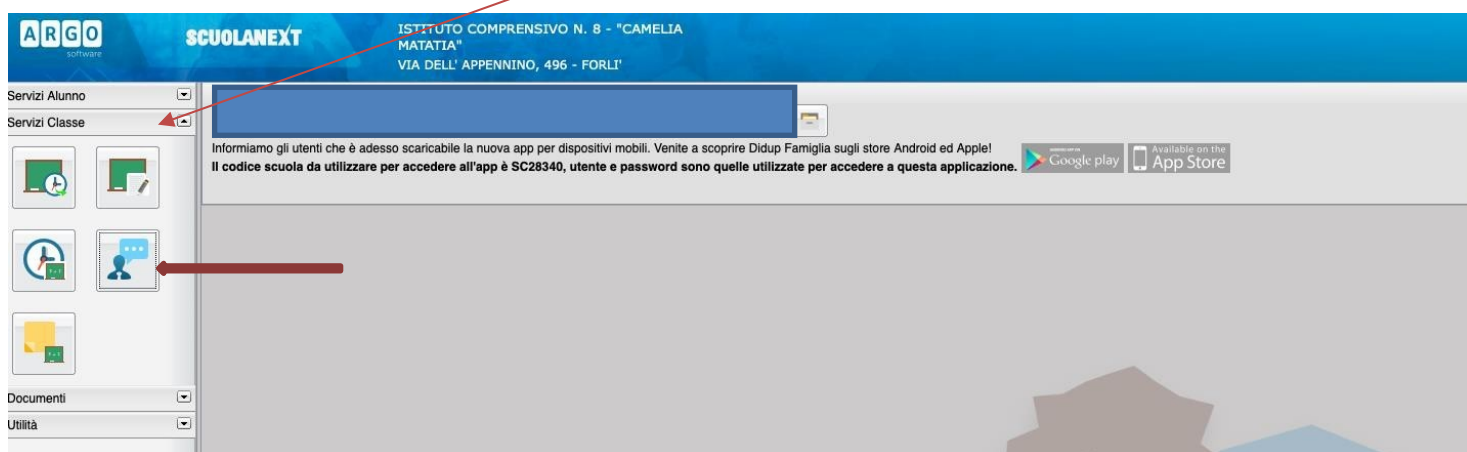 ARGO
software
SCUOLANEXT
ISTITUTO COMPRENSIVO N. 8 - "CAMELIA
MATATIA"
VIA DELL' APPENNINO, 496 - FORLI'
Servizi Alunno
Servizi Classe
Informiamo gli utenti che è adesso scaricabile la nuova app per dispositivi mobili. Venite a scoprire Didup Famiglia sugli store Android ed Apple!
Il codice scuola da utilizzare per accedere all'app è SC28340, utente e password sono quelle utilizzate per accedere a questa applicazione.
Google play
Available on the
App Store
Documenti
Utilità